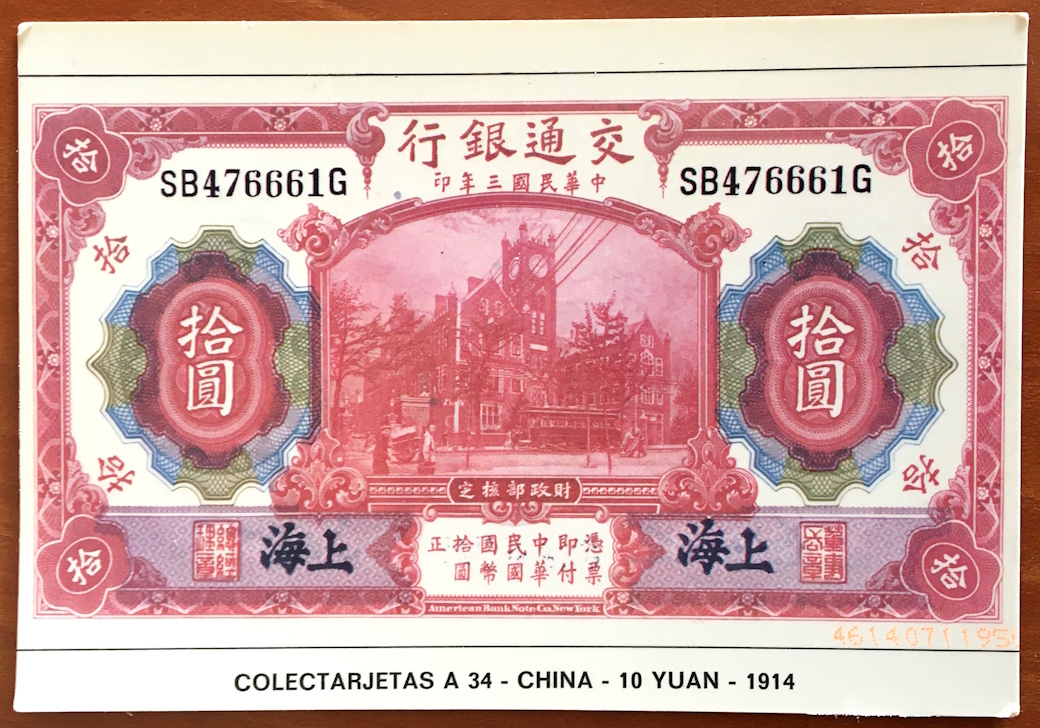 拾
交通銀行
拾
SB476661G
中華民國三年印
SB476661G
拾
拾
拾圓
拾圓
拾
拾
財政部核定
上海
憑票
即付
中華
民國
國幣
拾圓
正
上海
拾
拾
American Bank Note Co. New York
COLECTARJETAS A 34 - CHINA - 10 YUAN - 1914